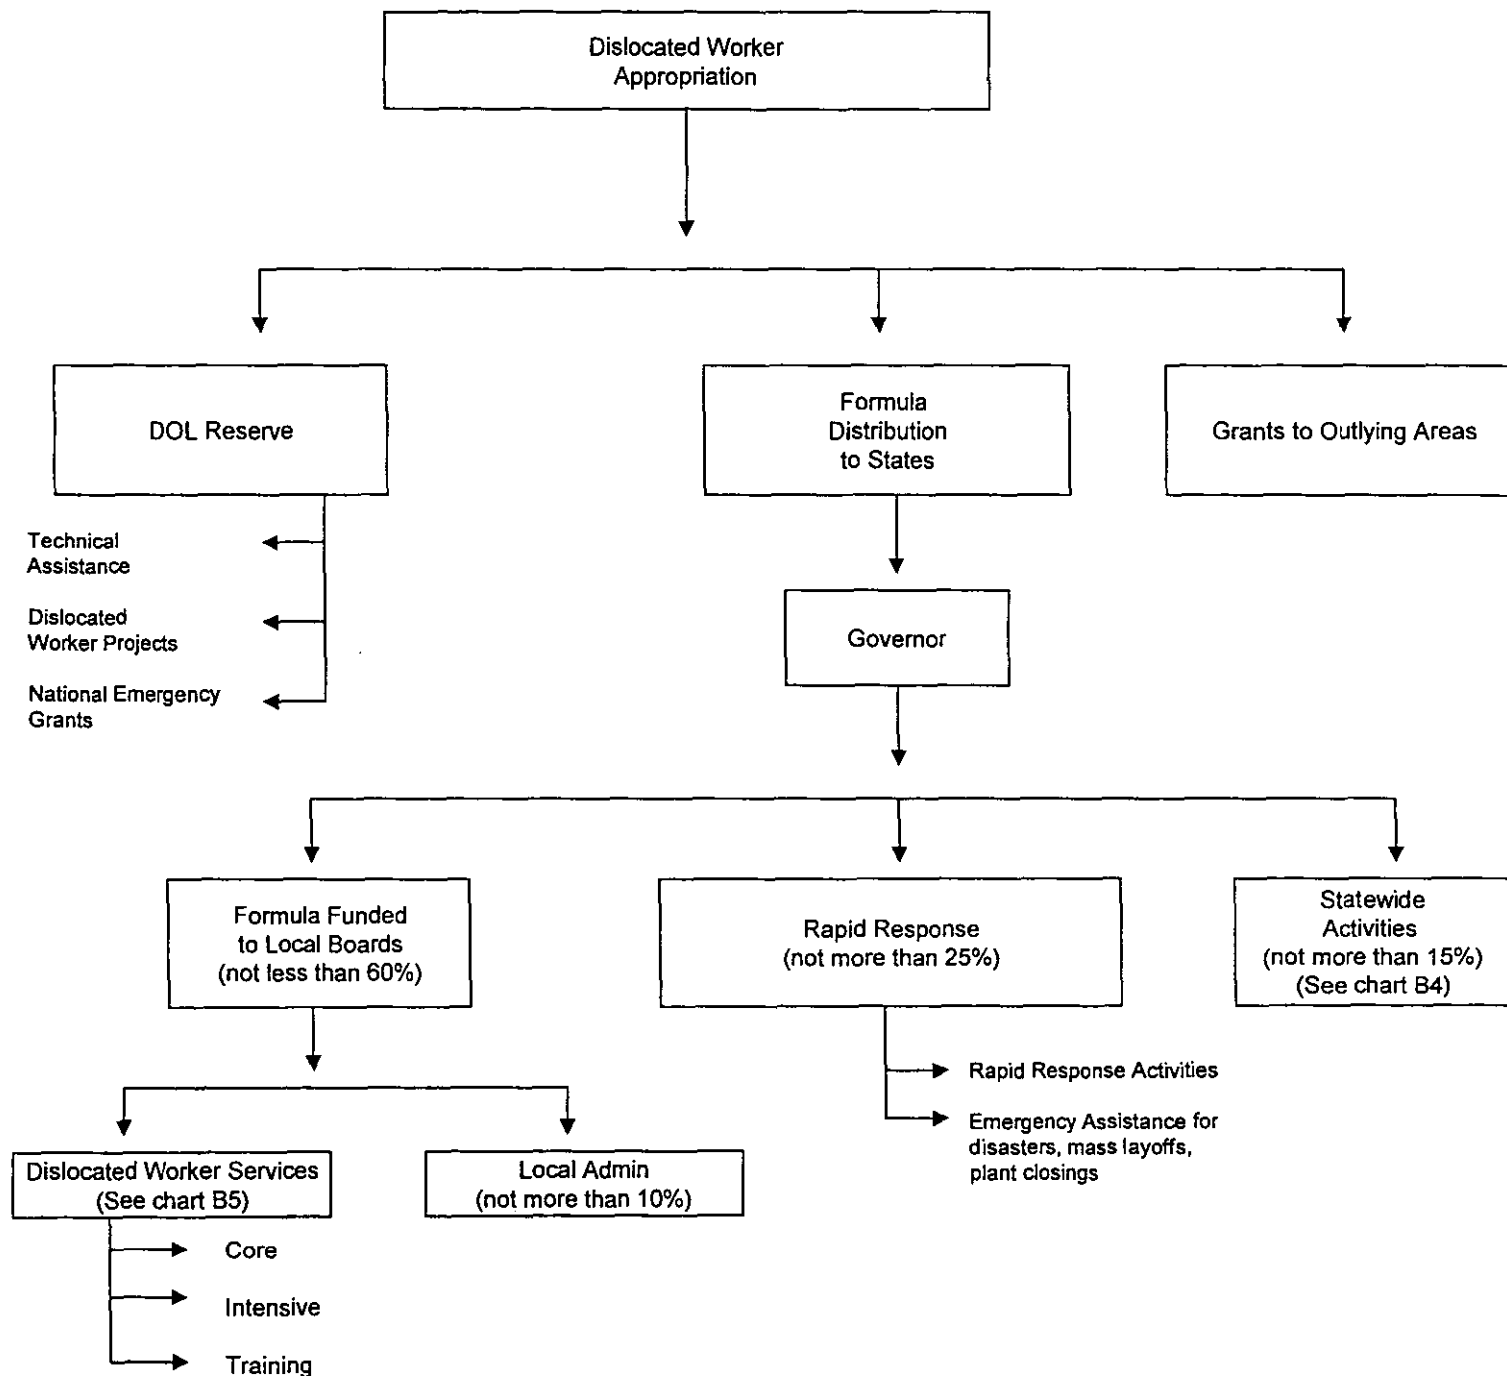 Dislocated Worker
Appropriation
DOL Reserve
Formula
Distribution
to States
Grants to Outlying Areas
Technical
Assistance
Dislocated
Worker Projects
National Emergency
Grants
Governor
Formula Funded
to Local Boards
(not less than 60%)
Rapid Response
(not more than 25%)
Statewide
Activities
(not more than 15%)
(See chart B4)
Rapid Response Activities
Emergency Assistance for
disasters, mass layoffs,
plant closings
Dislocated Worker Services
(See chart B5)
Local Admin
(not more than 10%)
Core
Intensive
Training